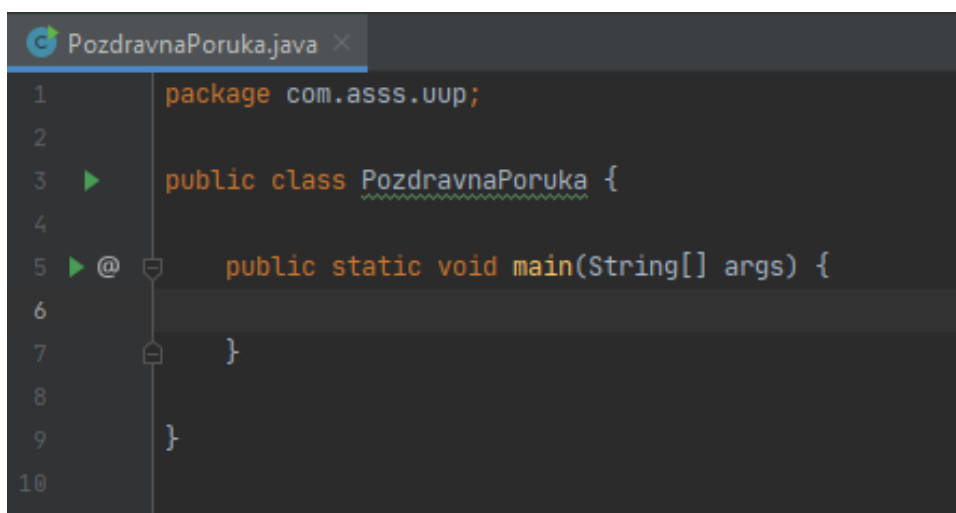 PozdravnaPoruka.java
1 package com.asss.uup;
2
3 public class PozdravnaPoruka {
4
5 @ public static void main(String[] args) {
6
7 }
8
9 }
10